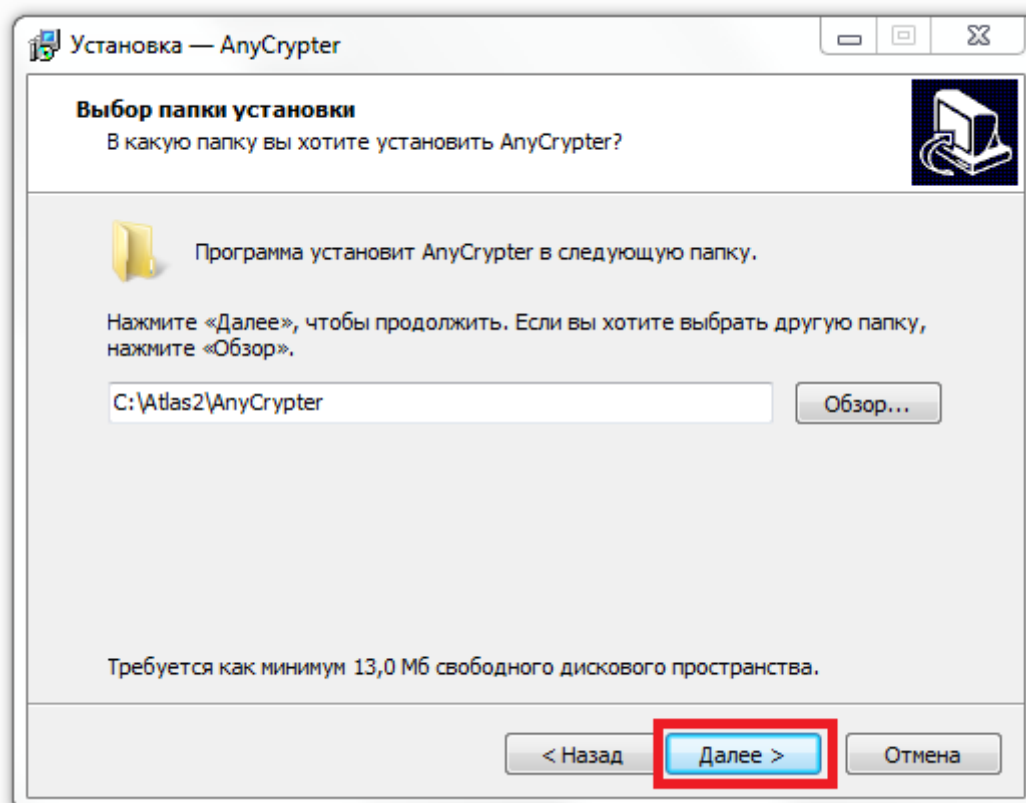 Установка — AnyCrypter
Выбор папки установки
В какую папку вы хотите установить AnyCrypter?
Программа установит AnyCrypter в следующую папку.
Нажмите «Далее», чтобы продолжить. Если вы хотите выбрать другую папку,
нажмите «Обзор».
C:\Atlas2\AnyCrypter
Обзор...
Требуется как минимум 13,0 Мб свободного дискового пространства.
< Назад
Далее >
Отмена